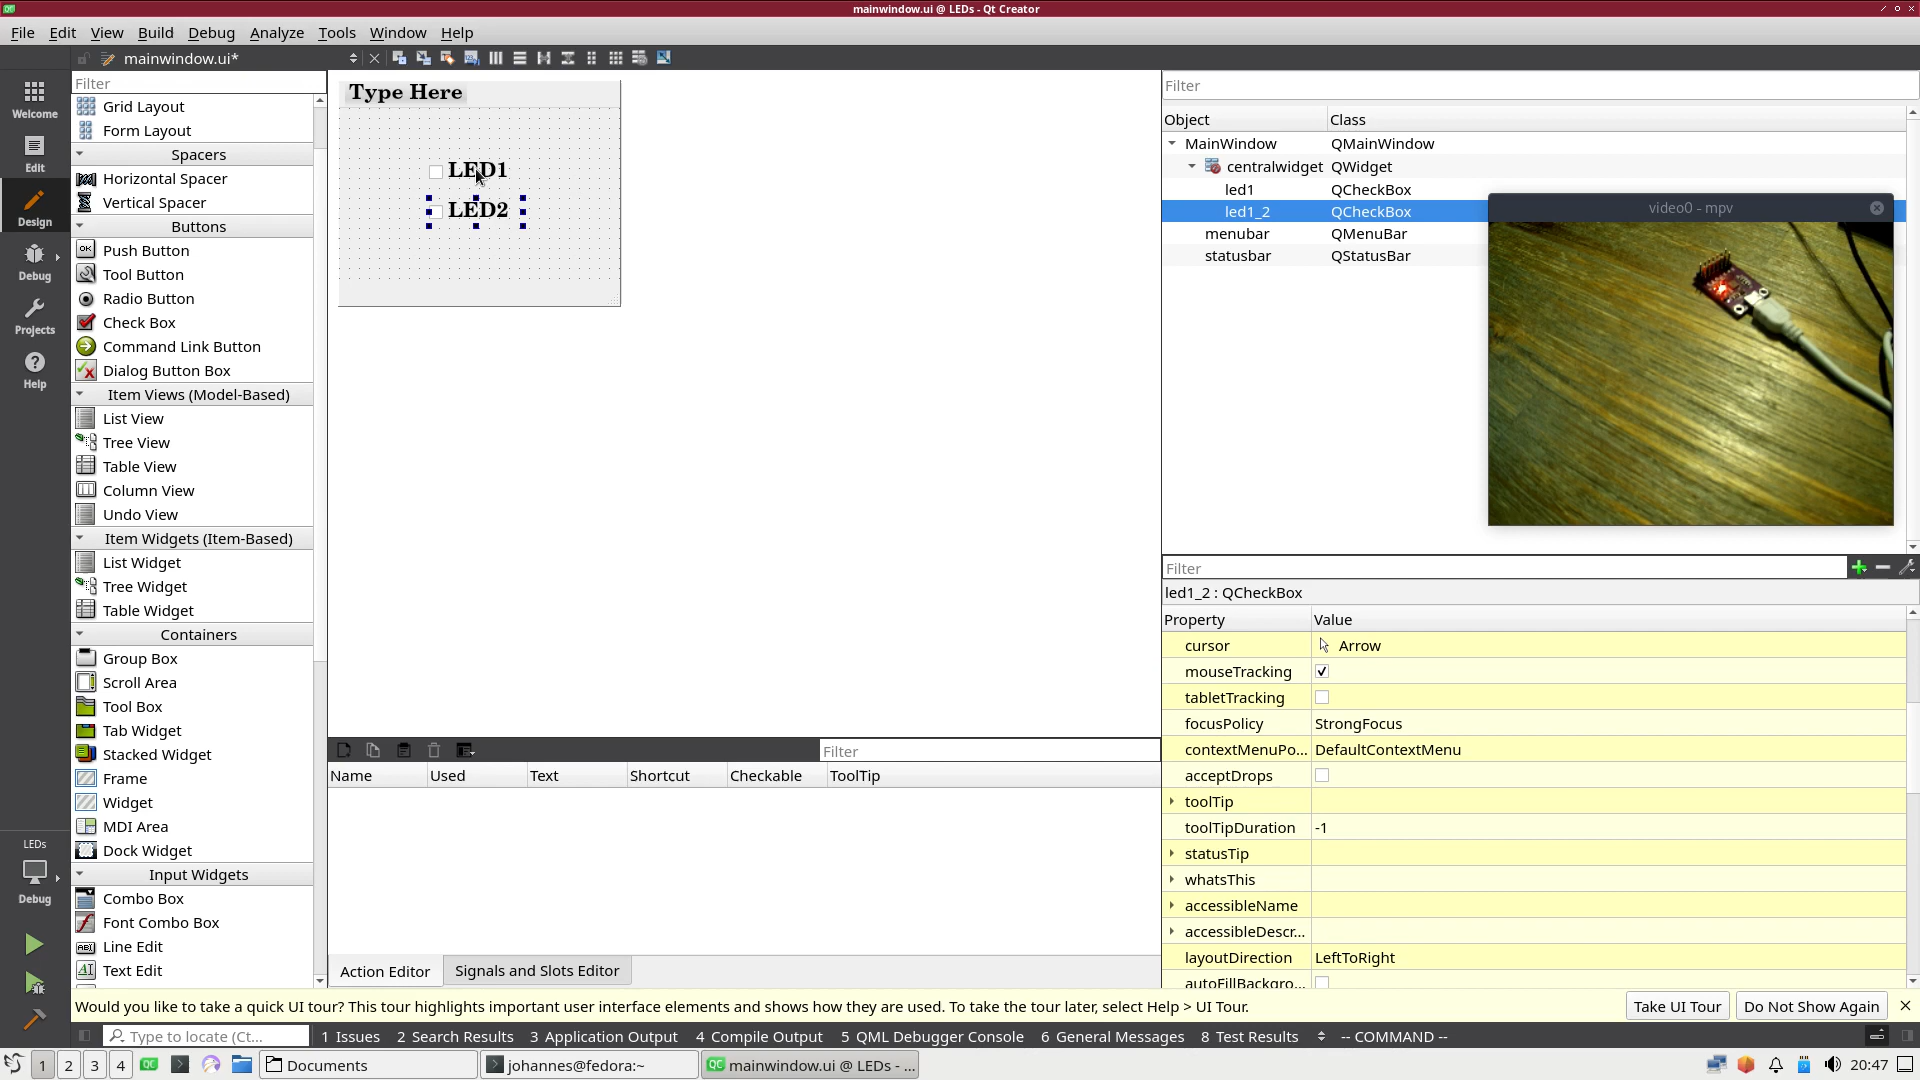 mainwindow.ui @ LEDs - Qt Creator
File Edit View Build Debug Analyze Tools Window Help
mainwindow.ui*
Welcome
Edit
Design
Debug
Projects
Help
LEDs
Debug
Filter
Grid Layout
Form Layout
Spacers
Horizontal Spacer
Vertical Spacer
Buttons
Push Button
Tool Button
Radio Button
Check Box
Command Link Button
Dialog Button Box
Item Views (Model-Based)
List View
Tree View
Table View
Column View
Undo View
Item Widgets (Item-Based)
List Widget
Tree Widget
Table Widget
Containers
Group Box
Scroll Area
Tool Box
Tab Widget
Stacked Widget
Frame
Widget
MDI Area
Dock Widget
Input Widgets
Combo Box
Font Combo Box
Line Edit
Text Edit
Type Here
LED1
LED2
Filter
Name Used Text Shortcut Checkable ToolTip
Action Editor Signals and Slots Editor
Filter
Object Class
MainWindow QMainWindow
centralwidget QWidget
led1 QCheckBox
led1_2 QCheckBox
menubar QMenuBar
statusbar QStatusBar
video0 - mpv
Filter
led1_2 : QCheckBox
Property Value
cursor Arrow
mouseTracking
tabletTracking
focusPolicy StrongFocus
contextMenuPo... DefaultContextMenu
acceptDrops
toolTip
toolTipDuration -1
statusTip
whatsThis
accessibleName
accessibleDescr...
layoutDirection LeftToRight
autoFillBackgro...
Would you like to take a quick UI tour? This tour highlights important user interface elements and shows how they are used. To take the tour later, select Help > UI Tour. Take UI Tour Do Not Show Again
Type to locate (Ct... 1 Issues 2 Search Results 3 Application Output 4 Compile Output 5 QML Debugger Console 6 General Messages 8 Test Results -- COMMAND --
1 2 3 4 Documents johannes@fedora:~ mainwindow.ui @ LEDs - ... 20:47